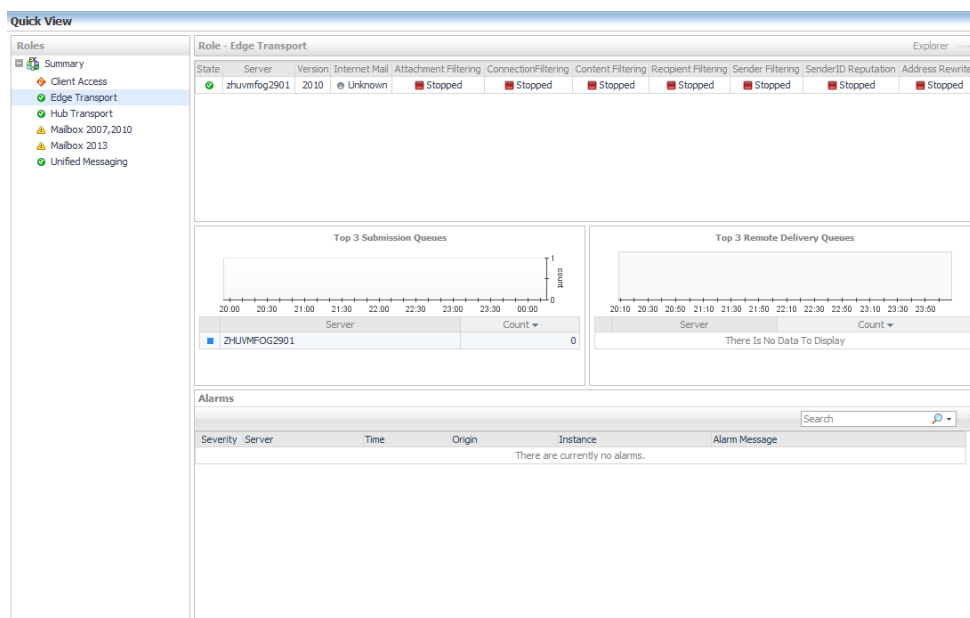 Quick View
Roles
Summary
Client Access
Edge Transport
Hub Transport
Mailbox 2007,2010
Mailbox 2013
Unified Messaging
Role - Edge Transport
Explorer
State Server Version Internet Mail Attachment Filtering ConnectionFiltering Content Filtering Recipient Filtering Sender Filtering SenderID Reputation Address Rewrite
zhuvmfog2901 2010 Unknown Stopped Stopped Stopped Stopped Stopped Stopped Stopped
Top 3 Submission Queues
1
count
0
20:00 20:30 21:00 21:30 22:00 22:30 23:00 23:30 00:00
Server Count
ZHUVMFOG2901 0
Top 3 Remote Delivery Queues
20:10 20:30 20:50 21:10 21:30 21:50 22:10 22:30 22:50 23:10 23:30 23:50
Server Count
There Is No Data To Display
Alarms
Search
Severity Server Time Origin Instance Alarm Message
There are currently no alarms.